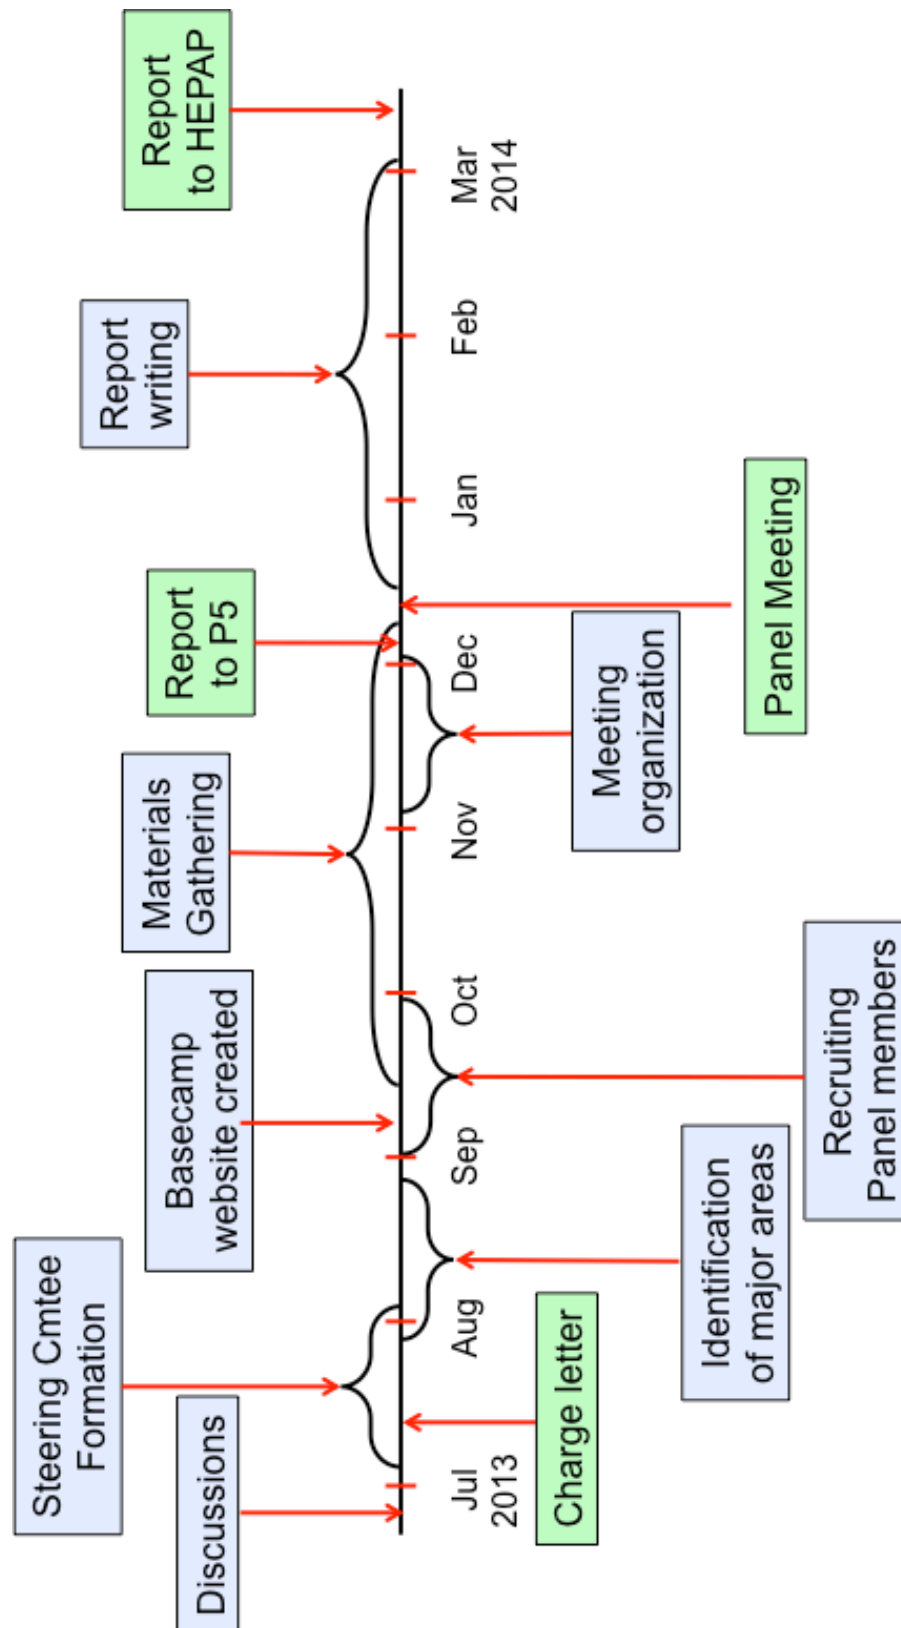 Steering Cmtee
Formation
Discussions
Basecamp
website created
Materials
Gathering
Report
to P5
Report
writing
Report
to HEPAP
Jul
2013
Aug
Sep
Oct
Nov
Dec
Jan
Feb
Mar
2014
Charge letter
Identification
of major areas
Recruiting
Panel members
Meeting
organization
Panel Meeting